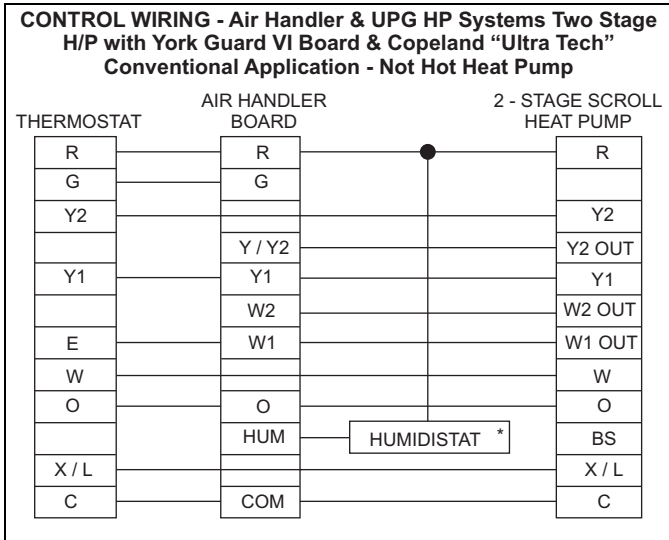 CONTROL WIRING - Air Handler & UPG HP Systems Two Stage
H/P with York Guard VI Board & Copeland “Ultra Tech”
Conventional Application - Not Hot Heat Pump
THERMOSTAT
AIR HANDLER
BOARD
2 - STAGE SCROLL
HEAT PUMP
R R R
G G
Y2 Y2
Y / Y2 Y2 OUT
Y1 Y1 Y1
W2 W2 OUT
E W1 W1 OUT
W W
O O O
HUM HUMIDISTAT * BS
X / L X / L
C COM C